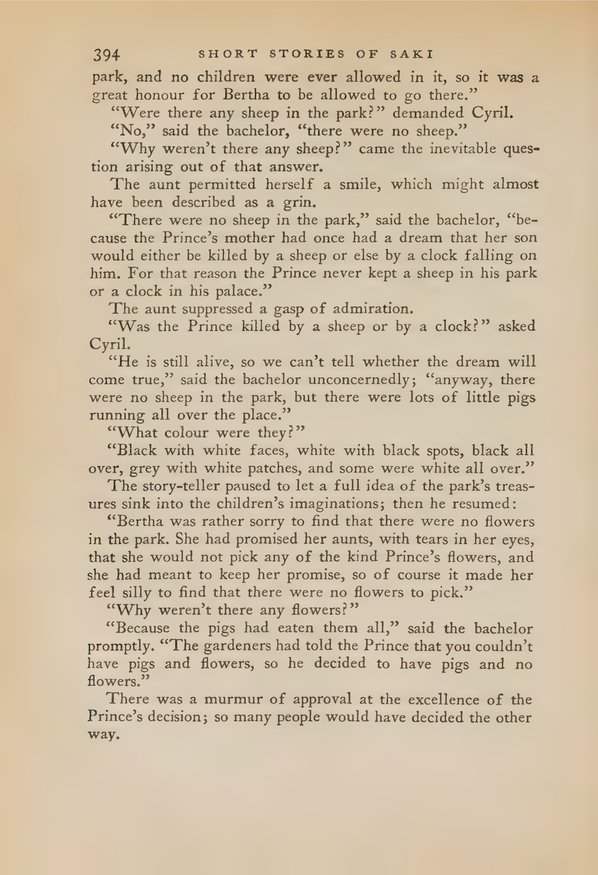 394 SHORT STORIES OF SAKI
park, and no children were ever allowed in it, so it was a
great honour for Bertha to be allowed to go there.”
“Were there any sheep in the park?” demanded Cyril.
“No,” said the bachelor, “there were no sheep.”
“Why weren’t there any sheep?” came the inevitable ques-
tion arising out of that answer.
The aunt permitted herself a smile, which might almost
have been described as a grin.
“There were no sheep in the park,” said the bachelor, “be-
cause the Prince’s mother had once had a dream that her son
would either be killed by a sheep or else by a clock falling on
him. For that reason the Prince never kept a sheep in his park
or a clock in his palace.”
The aunt suppressed a gasp of admiration.
“Was the Prince killed by a sheep or by a clock?” asked
Cyril.
“He is still alive, so we can’t tell whether the dream will
come true,” said the bachelor unconcernedly; “anyway, there
were no sheep in the park, but there were lots of little pigs
running all over the place.”
“What colour were they?”
“Black with white faces, white with black spots, black all
over, grey with white patches, and some were white all over.”
The story-teller paused to let a full idea of the park’s treas-
ures sink into the children’s imaginations; then he resumed:
“Bertha was rather sorry to find that there were no flowers
in the park. She had promised her aunts, with tears in her eyes,
that she would not pick any of the kind Prince’s flowers, and
she had meant to keep her promise, so of course it made her
feel silly to find that there were no flowers to pick.”
“Why weren’t there any flowers?”
“Because the pigs had eaten them all,” said the bachelor
promptly. “The gardeners had told the Prince that you couldn’t
have pigs and flowers, so he decided to have pigs and no
flowers.”
There was a murmur of approval at the excellence of the
Prince’s decision; so many people would have decided the other
way.